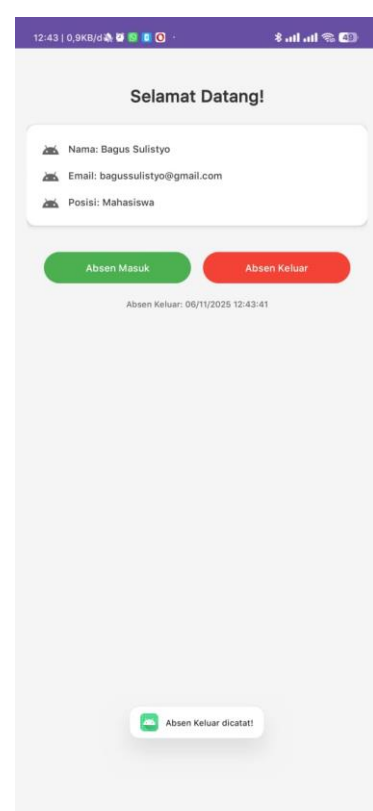 12:43 | 0,9KB/d
Selamat Datang!
Nama: Bagus Sulistyo
Email: bagussulistyo@gmail.com
Posisi: Mahasiswa
Absen Masuk
Absen Keluar
Absen Keluar: 06/11/2025 12:43:41
Absen Keluar dicatat!